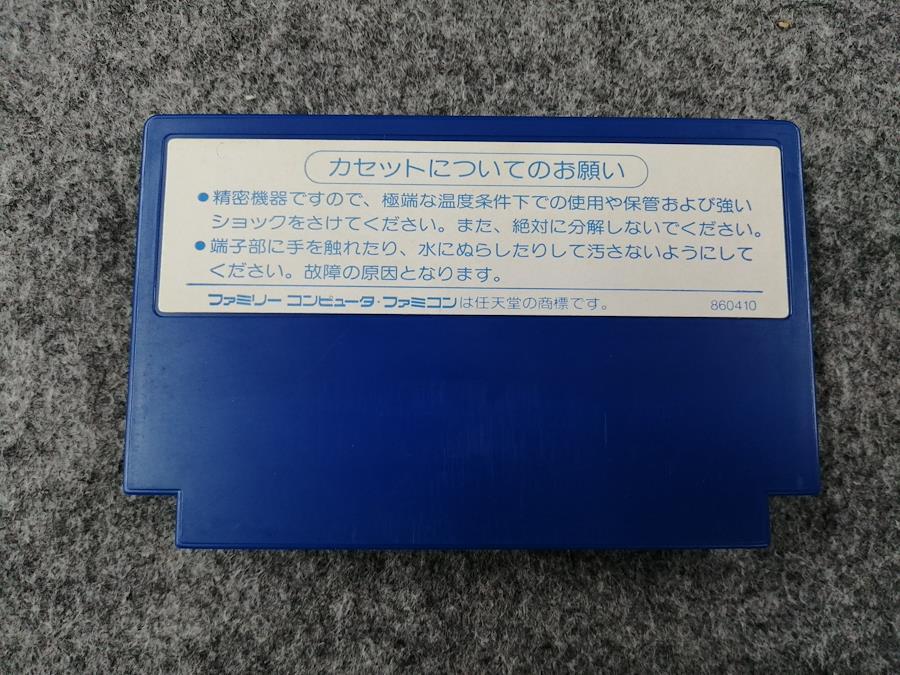 カセットについてのお願い
●精密機器ですので、極端な温度条件下での使用や保管および強い
ショックをさけてください。また、絶対に分解しないでください。
●端子部に手を触れたり、水にぬらしたりして汚さないようにして
ください。故障の原因となります。
ファミリー コンピュータ・ファミコンは任天堂の商標です。 860410